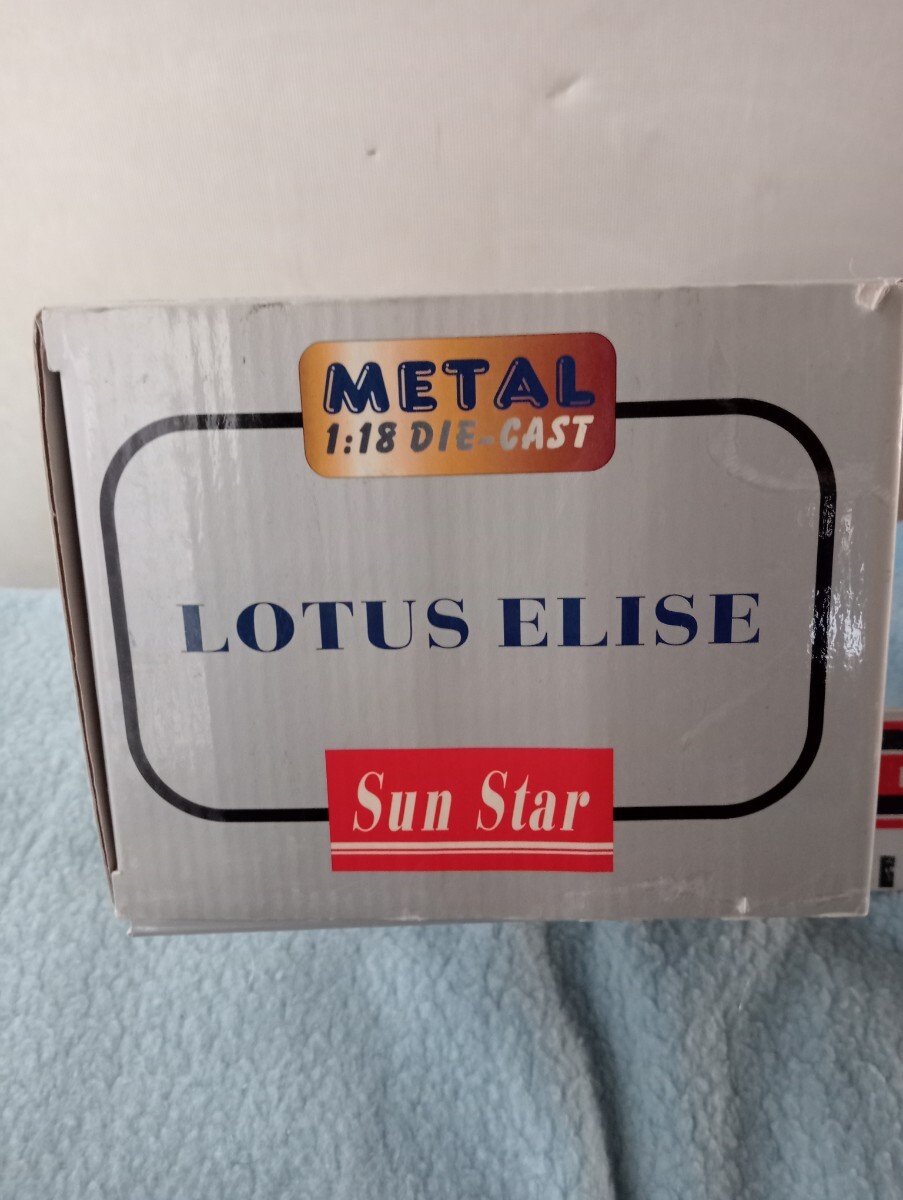 METAL
1:18 DIE-CAST
LOTUS ELISE
Sun Star